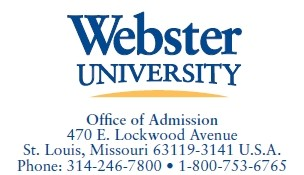 Webster
UNIVERSITY
Office of Admission
470 E. Lockwood Avenue
St. Louis, Missouri 63119-3141 U.S.A.
Phone: 314-246-7800 • 1-800-753-6765